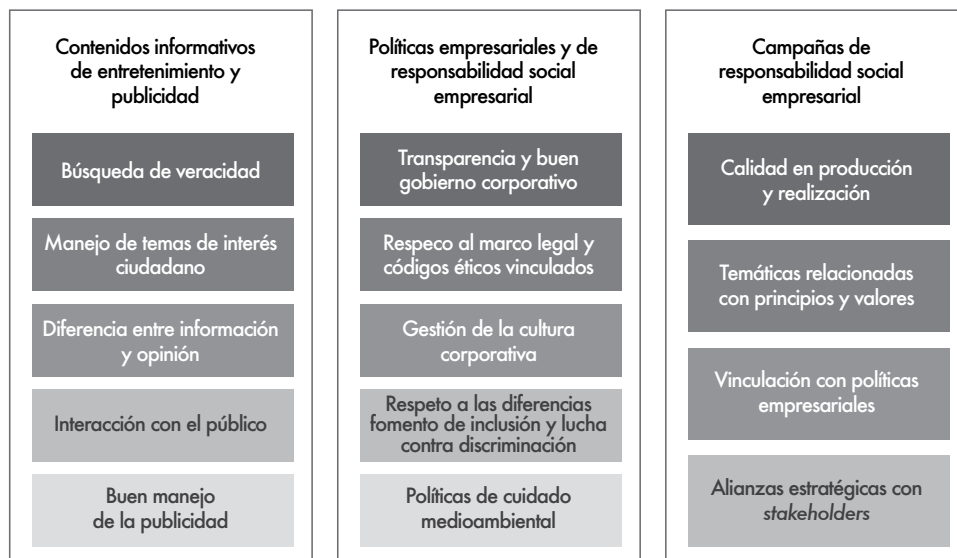 Contenidos informativos
de entretenimiento y
publicidad
Búsqueda de veracidad
Manejo de temas de interés
ciudadano
Diferencia entre información
y opinión
Interacción con el público
Buen manejo
de la publicidad
Políticas empresariales y de
responsabilidad social
empresarial
Transparencia y buen
gobierno corporativo
Respeco al marco legal y
códigos éticos vinculados
Gestión de la cultura
corporativa
Respeto a las diferencias
fomento de inclusión y lucha
contra discriminación
Políticas de cuidado
medioambiental
Campañas de
responsabilidad social
empresarial
Calidad en producción
y realización
Temáticas relacionadas
con principios y valores
Vinculación con políticas
empresariales
Alianzas estratégicas con
stakeholders